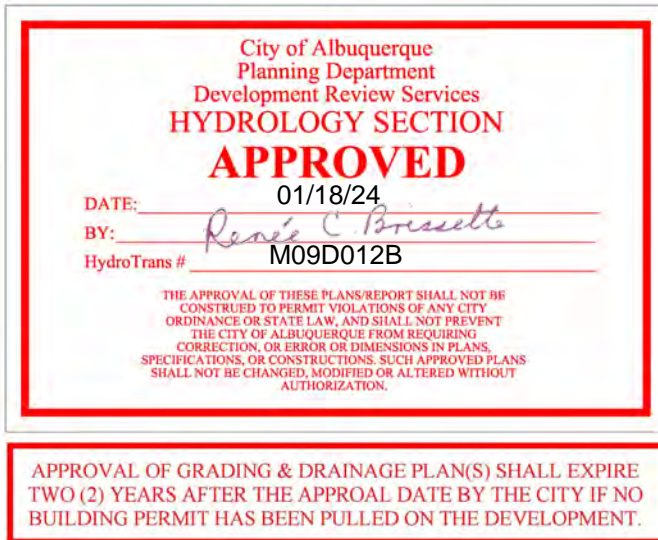 City of Albuquerque
Planning Department
Development Review Services
HYDROLOGY SECTION
APPROVED
DATE: 01/18/24
BY: Renée C. Brissette
HydroTrans # M09D012B
THE APPROVAL OF THESE PLANS/REPORT SHALL NOT BE
CONSTRUED TO PERMIT VIOLATIONS OF ANY CITY
ORDINANCE OR STATE LAW, AND SHALL NOT PREVENT
THE CITY OF ALBUQUERQUE FROM REQUIRING
CORRECTION, OR ERROR OR DIMENSIONS IN PLANS,
SPECIFICATIONS, OR CONSTRUCTIONS. SUCH APPROVED PLANS
SHALL NOT BE CHANGED, MODIFIED OR ALTERED WITHOUT
AUTHORIZATION.
APPROVAL OF GRADING & DRAINAGE PLAN(S) SHALL EXPIRE
TWO (2) YEARS AFTER THE APPROAL DATE BY THE CITY IF NO
BUILDING PERMIT HAS BEEN PULLED ON THE DEVELOPMENT.